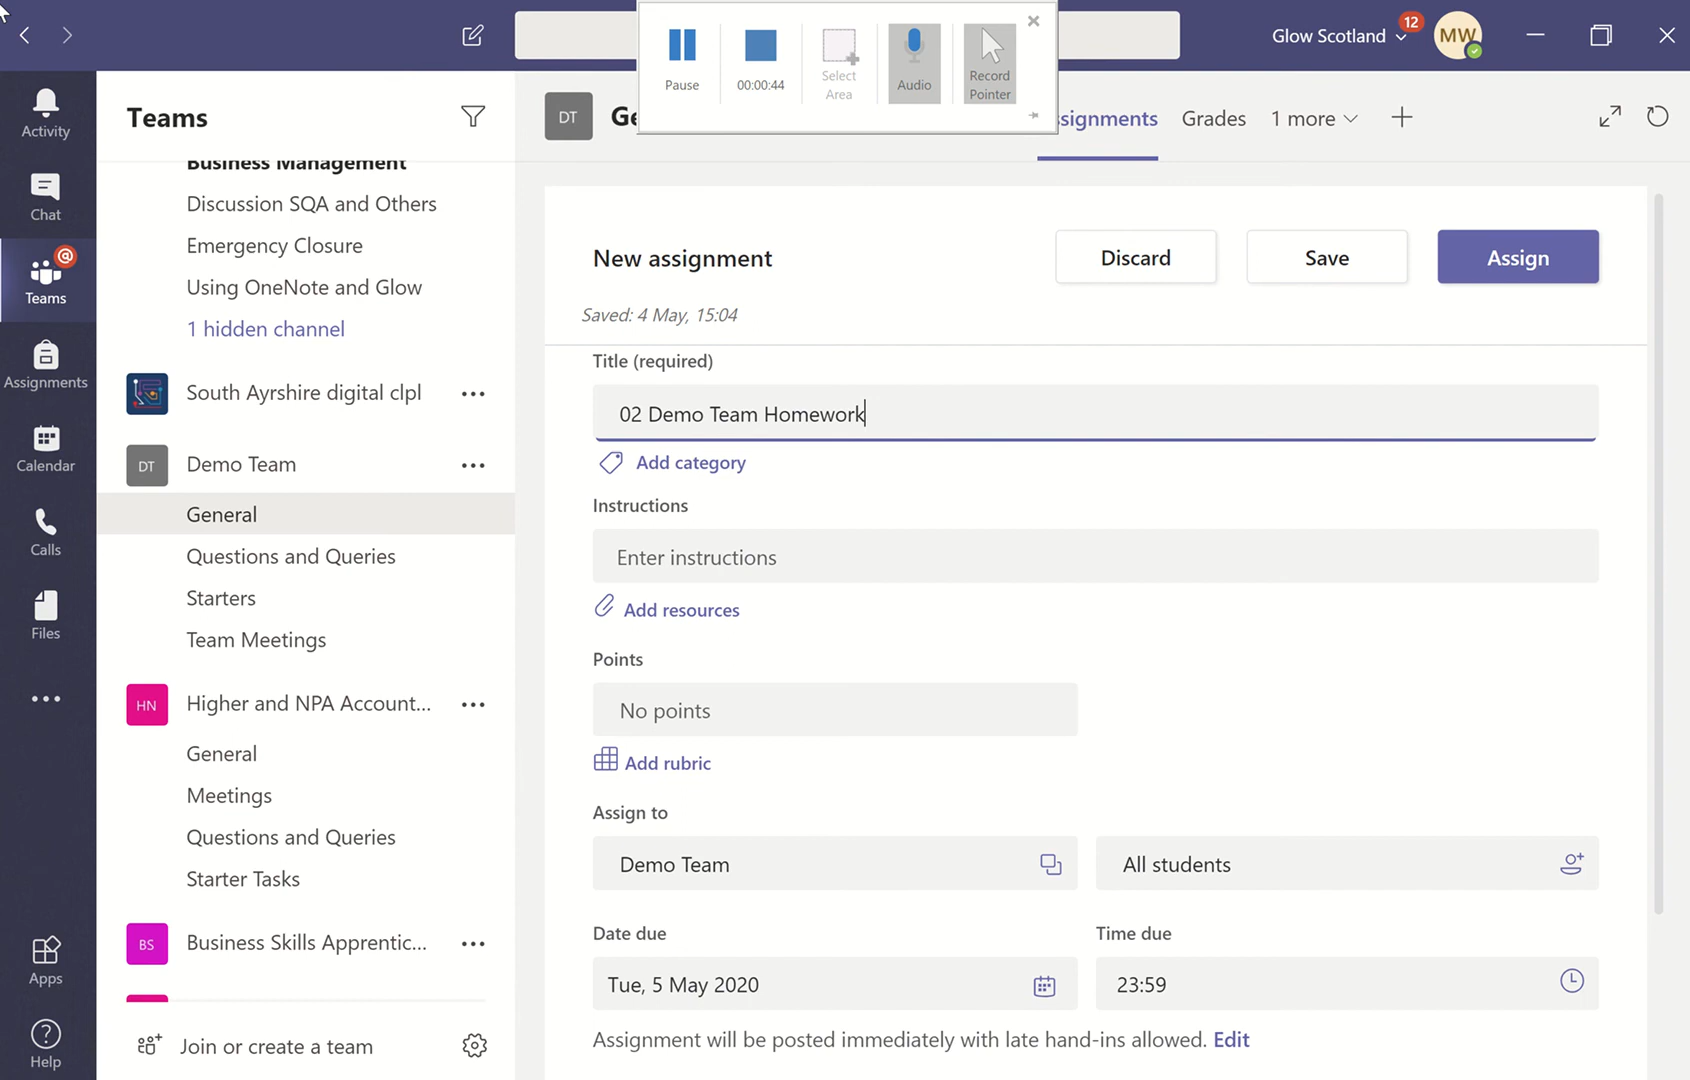 Pause
00:00:44
Select
Area
Audio
Record
Pointer
Glow Scotland
12
MW
Activity
Chat
@
Teams
Assignments
Calendar
Calls
Files
Apps
Help
Teams
Business Management
Discussion SQA and Others
Emergency Closure
Using OneNote and Glow
1 hidden channel
South Ayrshire digital clpl
DT
Demo Team
General
Questions and Queries
Starters
Team Meetings
HN
Higher and NPA Account...
General
Meetings
Questions and Queries
Starter Tasks
BS
Business Skills Apprentic...
Join or create a team
DT
Ge
ssignments
Grades
1 more
New assignment
Discard
Save
Assign
Saved: 4 May, 15:04
Title (required)
02 Demo Team Homework
Add category
Instructions
Enter instructions
Add resources
Points
No points
Add rubric
Assign to
Demo Team
All students
Date due
Time due
Tue, 5 May 2020
23:59
Assignment will be posted immediately with late hand-ins allowed. Edit